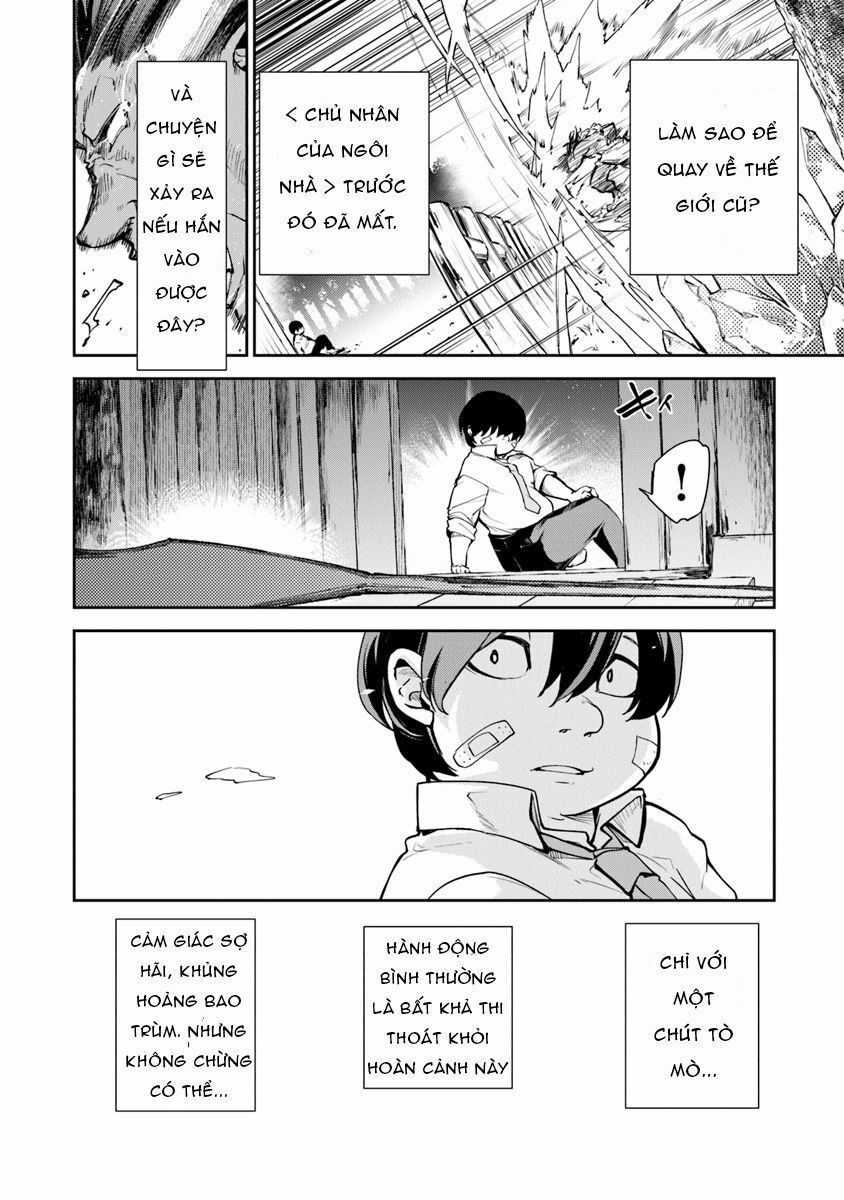 LÀM SAO ĐỂ
QUAY VỀ THẾ
GIỚI CŨ?
< CHỦ NHÂN
CỦA NGÔI
NHÀ > TRƯỚC
ĐÓ ĐÃ MẤT.
VÀ
CHUYỆN
GÌ SẼ
XẢY RA
NẾU HẮN
VÀO
ĐƯỢC
ĐÂY?
キィ
!
CHỈ VỚI
MỘT
CHÚT TÒ
MÒ...
HÀNH ĐỘNG
BÌNH THƯỜNG
LÀ BẤT KHẢ THI
THOÁT KHỎI
HOÀN CẢNH NÀY
CẢM GIÁC SỢ
HÃI, KHỦNG
HOẢNG BAO
TRÙM. NHƯNG
KHÔNG CHỪNG
CÓ THỂ...